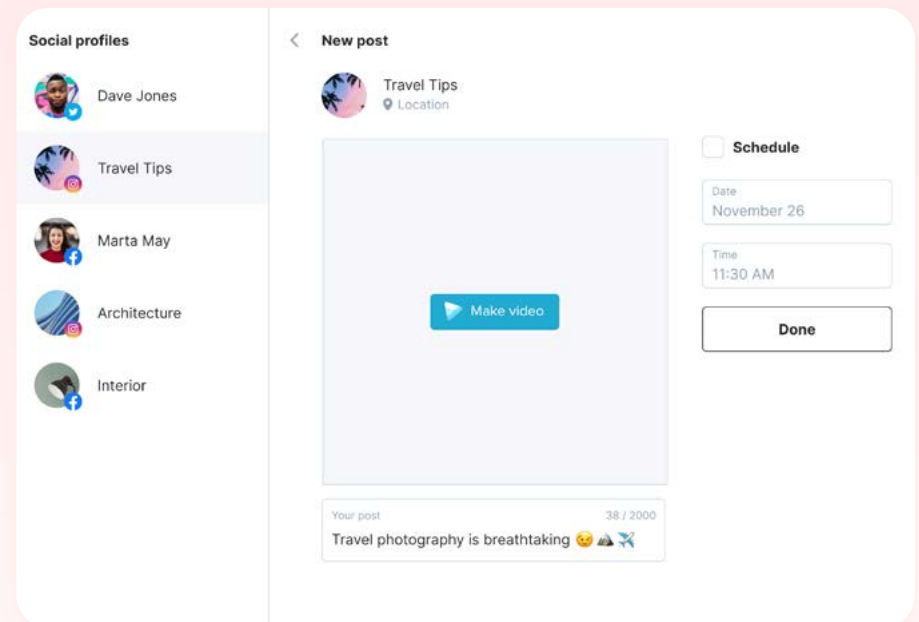 Social profiles
Dave Jones
Travel Tips
Marta May
Architecture
Interior
New post
Travel Tips
Location
Make video
Your post 38 / 2000
Travel photography is breathtaking 😉 🏔️ ✈️
Schedule
Date
November 26
Time
11:30 AM
Done